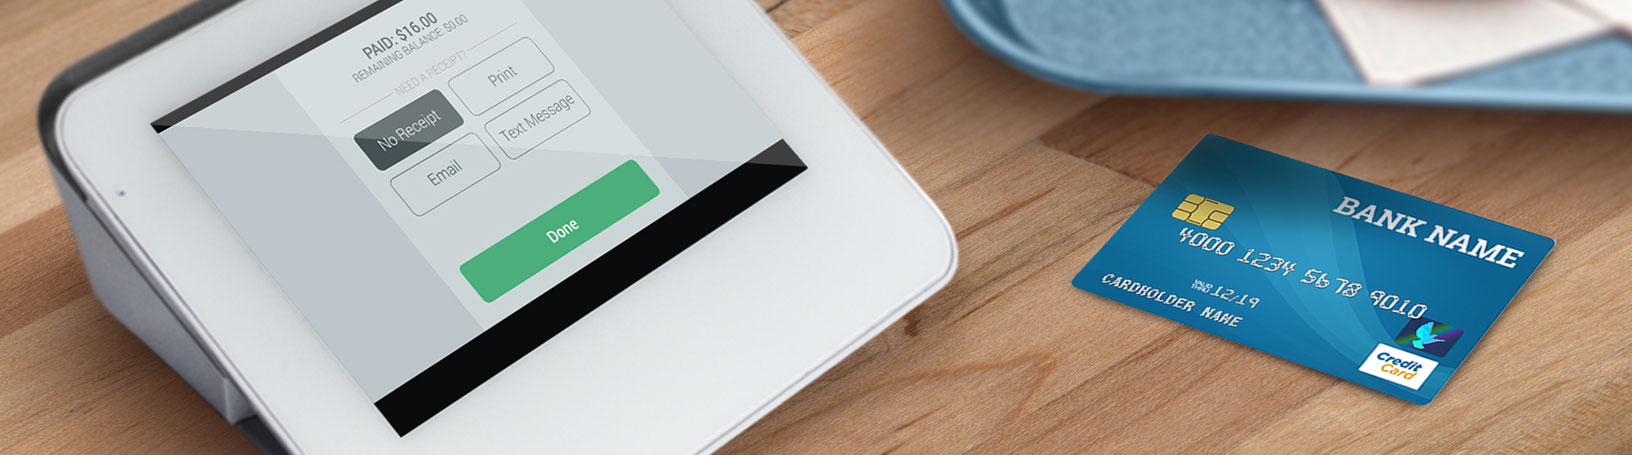 PAID: $16.00
REMAINING BALANCE: $0.00
NEED A RECEIPT?
No Receipt
Print
Email
Text Message
Done
BANK NAME
4000 1234 5678 9010
VALID THRU 12/19
CARDHOLDER NAME
Credit
Card